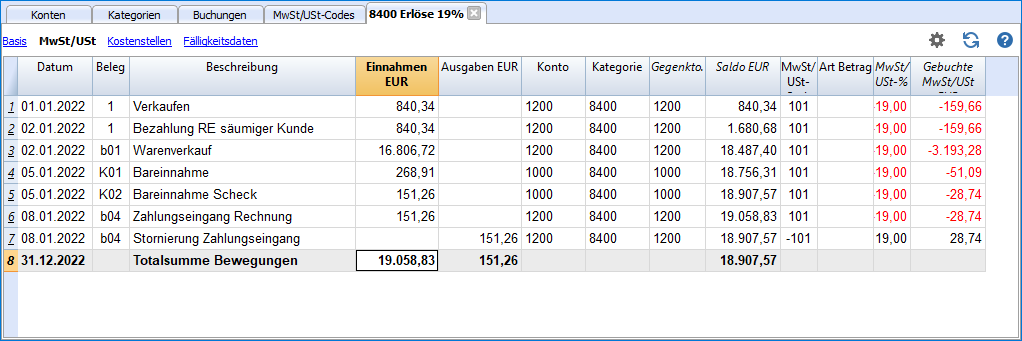 Konten Kategorien Buchungen MwSt/USt-Codes 8400 Erlöse 19%
Basis MwSt/USt Kostenstellen Fälligkeitsdaten
Datum Beleg Beschreibung Einnahmen EUR Ausgaben EUR Konto Kategorie Gegenkto. Saldo EUR MwSt/ USt- Art Betrag MwSt/ USt-% Gebuchte MwSt/USt
1 01.01.2022 1 Verkaufen 840,34 1200 8400 1200 840,34 101 -19,00 -159,66
2 02.01.2022 1 Bezahlung RE säumiger Kunde 840,34 1200 8400 1200 1.680,68 101 -19,00 -159,66
3 02.01.2022 b01 Warenverkauf 16.806,72 1200 8400 1200 18.487,40 101 -19,00 -3.193,28
4 05.01.2022 K01 Bareinnahme 268,91 1000 8400 1000 18.756,31 101 -19,00 -51,09
5 05.01.2022 K02 Bareinnahme Scheck 151,26 1000 8400 1000 18.907,57 101 -19,00 -28,74
6 08.01.2022 b04 Zahlungseingang Rechnung 151,26 1200 8400 1200 19.058,83 101 -19,00 -28,74
7 08.01.2022 b04 Stornierung Zahlungseingang 151,26 1200 8400 1200 18.907,57 -101 19,00 28,74
8 31.12.2022 Totalsumme Bewegungen 19.058,83 151,26 18.907,57